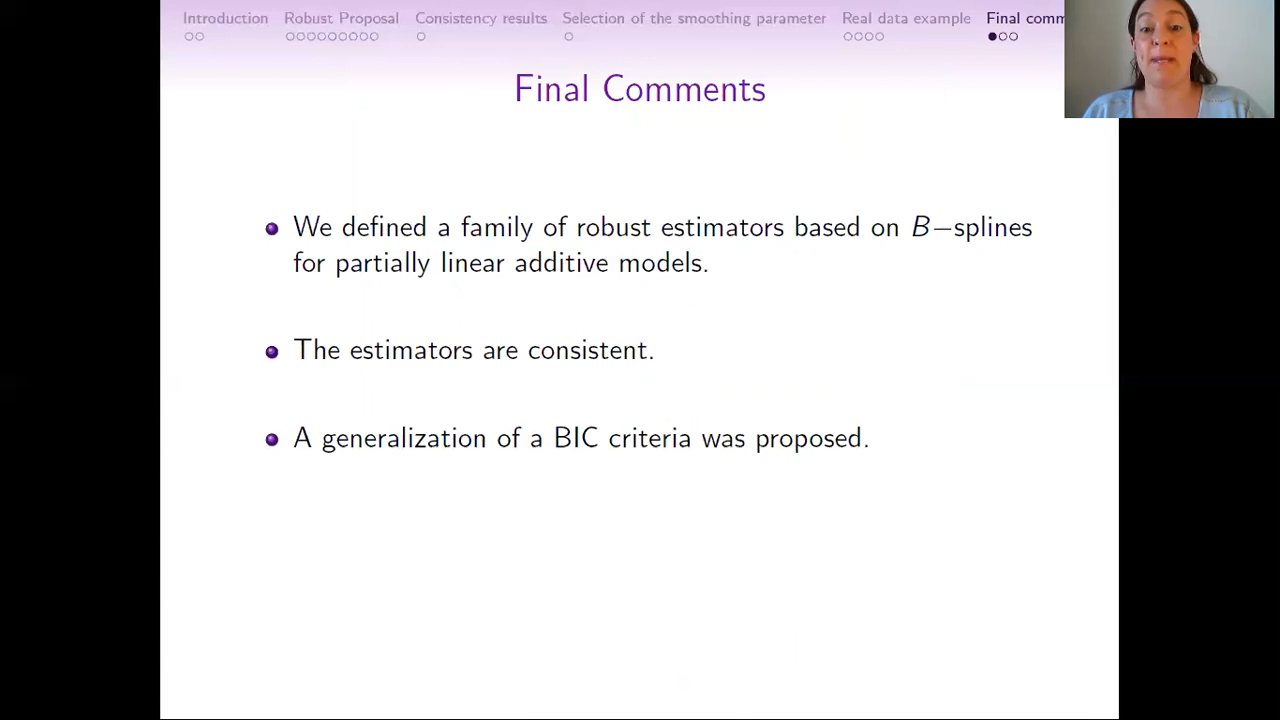 Introduction Robust Proposal Consistency results Selection of the smoothing parameter Real data example Final comm
Final Comments
We defined a family of robust estimators based on B−splines
for partially linear additive models.
The estimators are consistent.
A generalization of a BIC criteria was proposed.